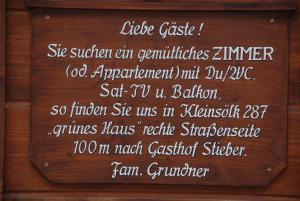 Liebe Gäste!
Sie suchen ein gemütliches ZIMMER
(od. Appartement) mit Du/WC.
Sat-TV u. Balkon.
so finden Sie uns in Kleinsölk 287
„grünes Haus" rechte Straßenseite
100m nach Gasthof Stieber.
Fam. Grundner